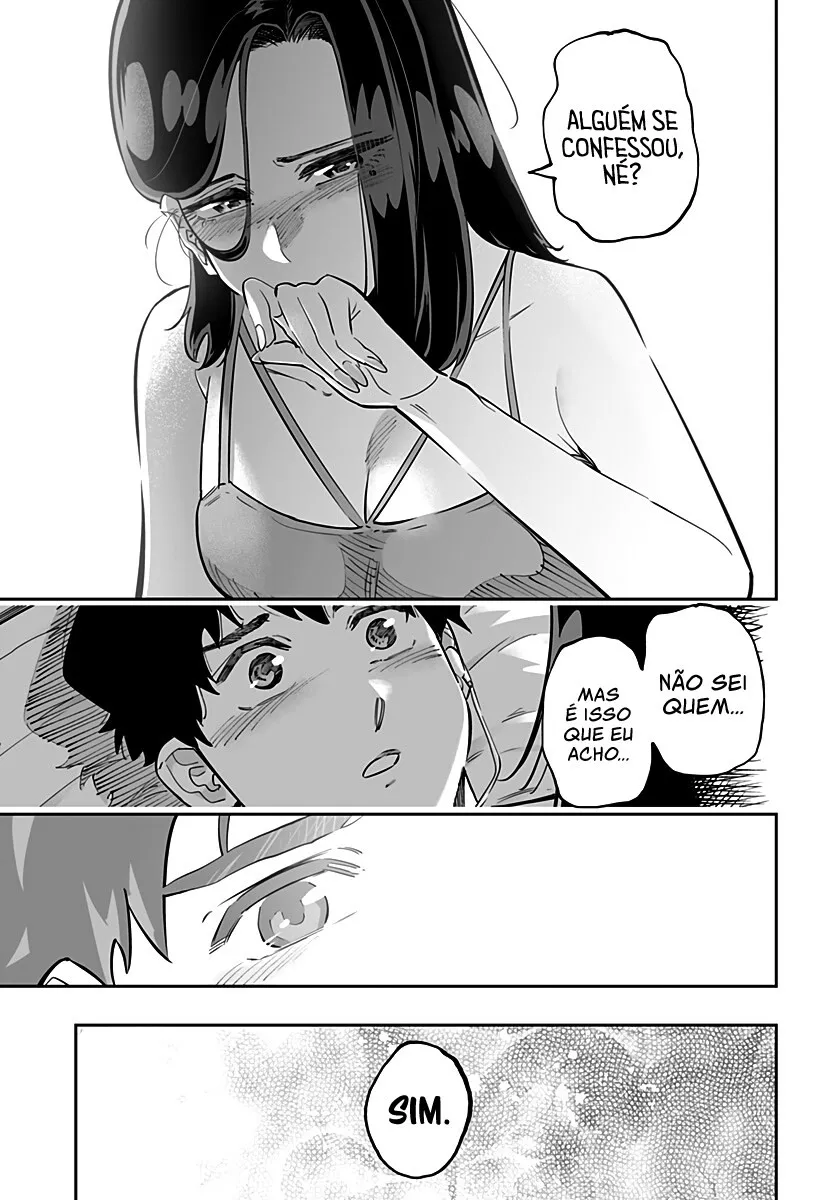 ALGUÉM SE
CONFESSOU,
NÉ?
NÃO SEI
QUEM...
MAS
É ISSO
QUE EU
ACHO...
SIM.